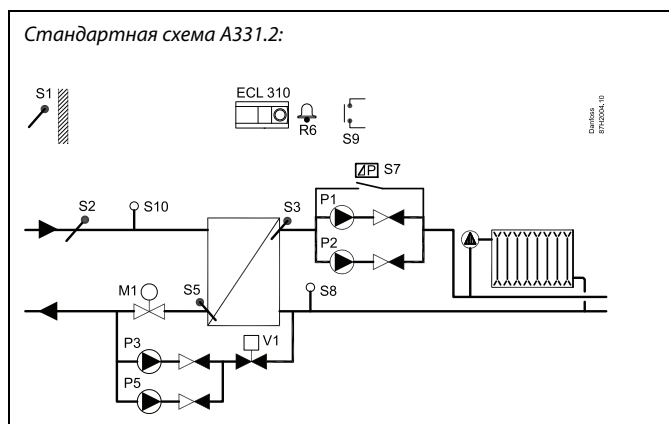 Стандартная схема A331.2:
S1
ECL 310
R6
S9
Danfoss
87H2004.10
S7
P1
S2
S10
S3
P2
M1
S5
S8
P3
V1
P5